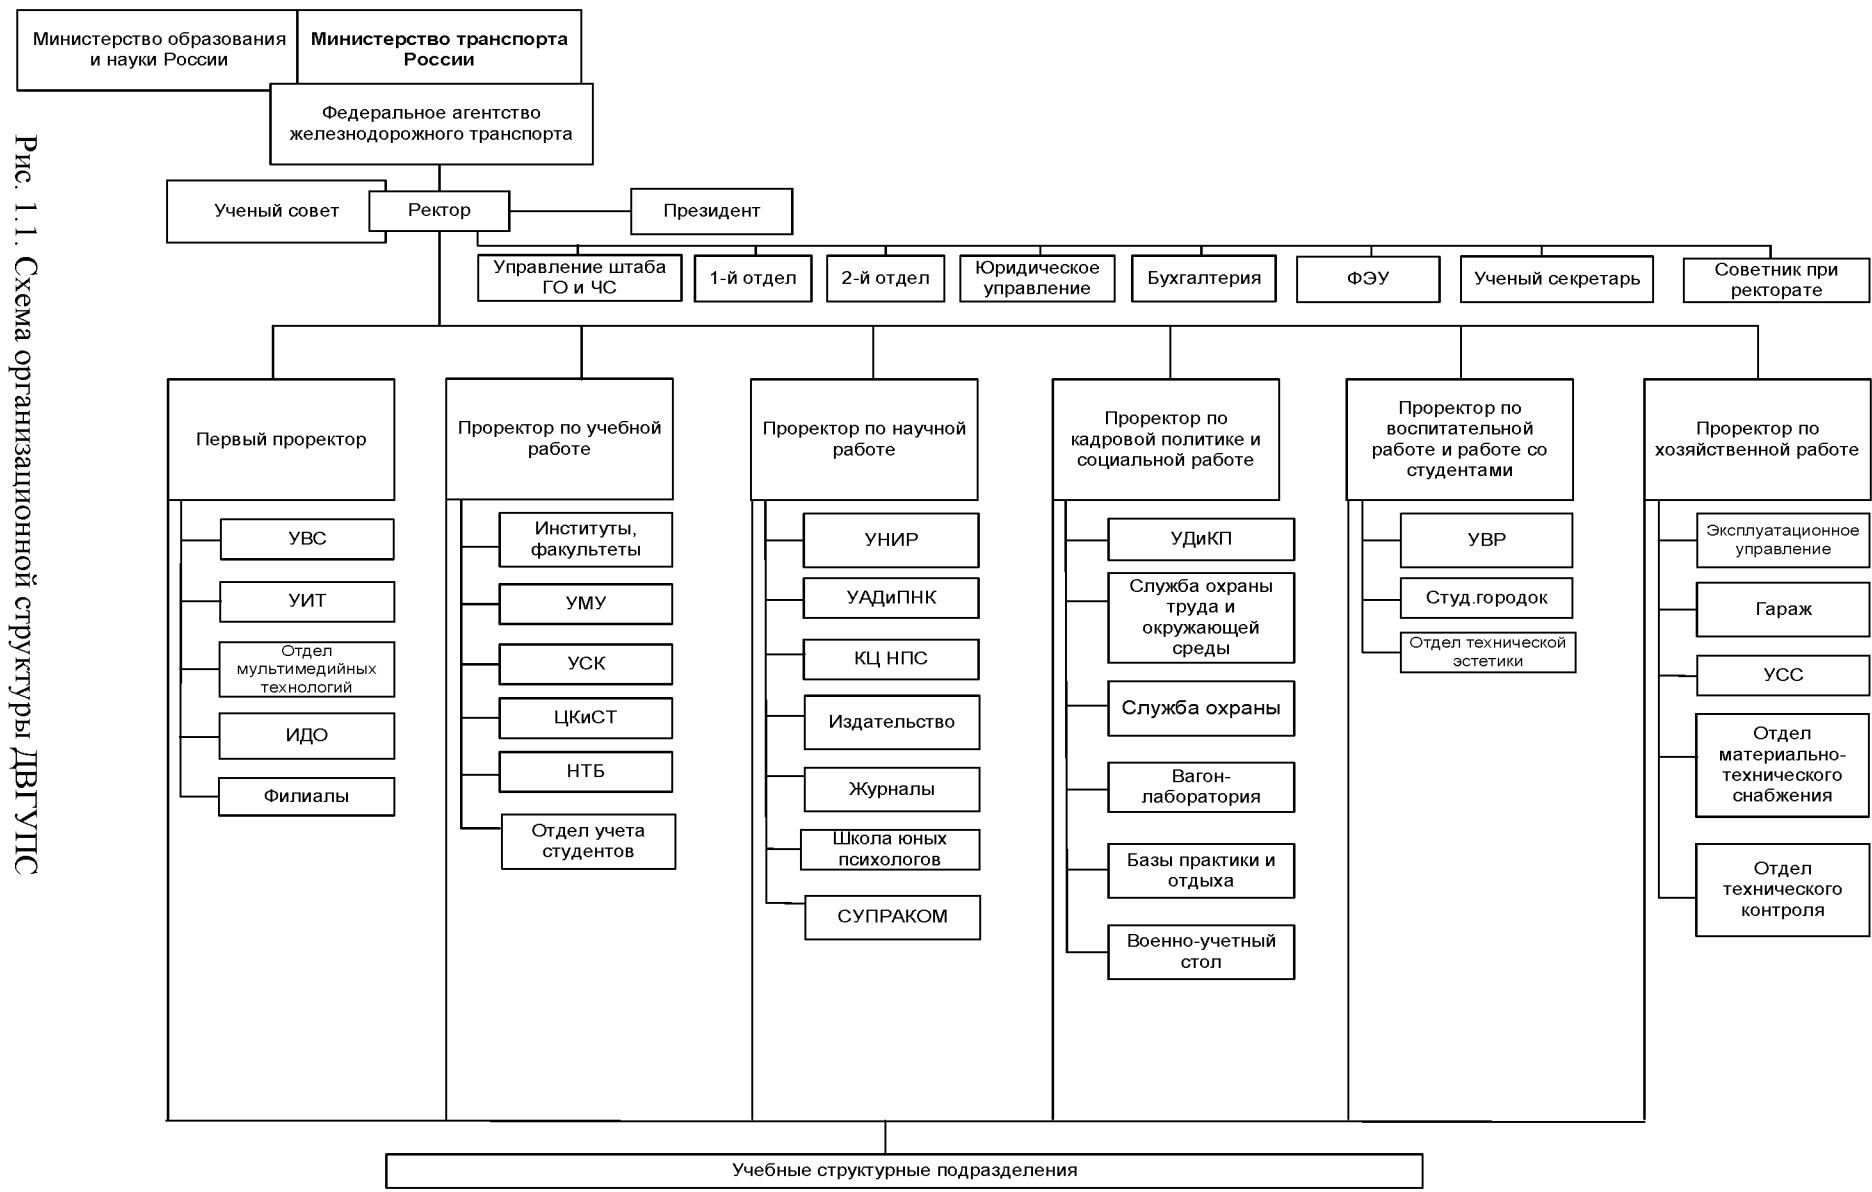 Министерство образования
и науки России
Министерство транспорта
России
Федеральное агентство
железнодорожного транспорта
Ученый совет
Ректор
Президент
Управление штаба
ГО и ЧС
1-й отдел
2-й отдел
Юридическое
управление
Бухгалтерия
ФЭУ
Ученый секретарь
Советник при
ректорате
Первый проректор
УВС
УИТ
Отдел
мультимедийных
технологий
ИДО
Филиалы
Проректор по учебной
работе
Институты,
факультеты
УМУ
УСК
ЦКиСТ
НТБ
Отдел учета
студентов
Проректор по научной
работе
УНИР
УАДиПНК
КЦ НПС
Издательство
Журналы
Школа юных
психологов
СУПРАКОМ
Проректор по
кадровой политике и
социальной работе
УДиКП
Служба охраны
труда и
окружающей
среды
Служба охраны
Вагон-
лаборатория
Базы практики и
отдыха
Военно-учетный
стол
Проректор по
воспитательной
работе и работе со
студентами
УВР
Студ.городок
Отдел технической
эстетики
Проректор по
хозяйственной работе
Эксплуатационное
управление
Гараж
УСС
Отдел
материально-
технического
снабжения
Отдел
технического
контроля
Учебные структурные подразделения
Рис. 1.1. Схема организационной структуры ДВГУПС